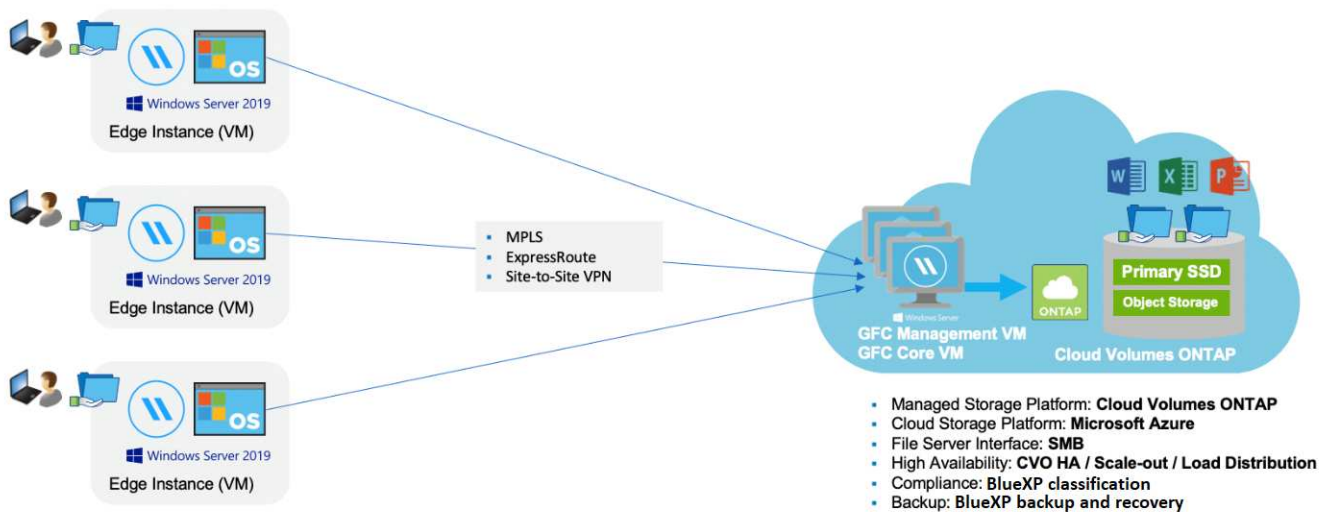 OS
Windows Server 2019
Edge Instance (VM)
OS
Windows Server 2019
Edge Instance (VM)
▪ MPLS
▪ ExpressRoute
▪ Site-to-Site VPN
OS
Windows Server 2019
Edge Instance (VM)
W
X
P
Primary SSD
Object Storage
ONTAP
Windows Server
GFC Management VM
GFC Core VM
Cloud Volumes ONTAP
▪ Managed Storage Platform: Cloud Volumes ONTAP
▪ Cloud Storage Platform: Microsoft Azure
▪ File Server Interface: SMB
▪ High Availability: CVO HA / Scale-out / Load Distribution
▪ Compliance: BlueXP classification
▪ Backup: BlueXP backup and recovery